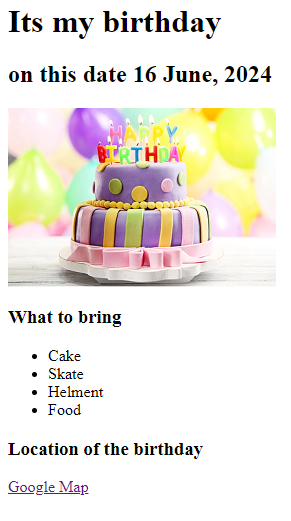 Its my birthday
on this date 16 June, 2024
HAPPY
BIRTHDAY
What to bring
Cake
Skate
Helment
Food
Location of the birthday
Google Map